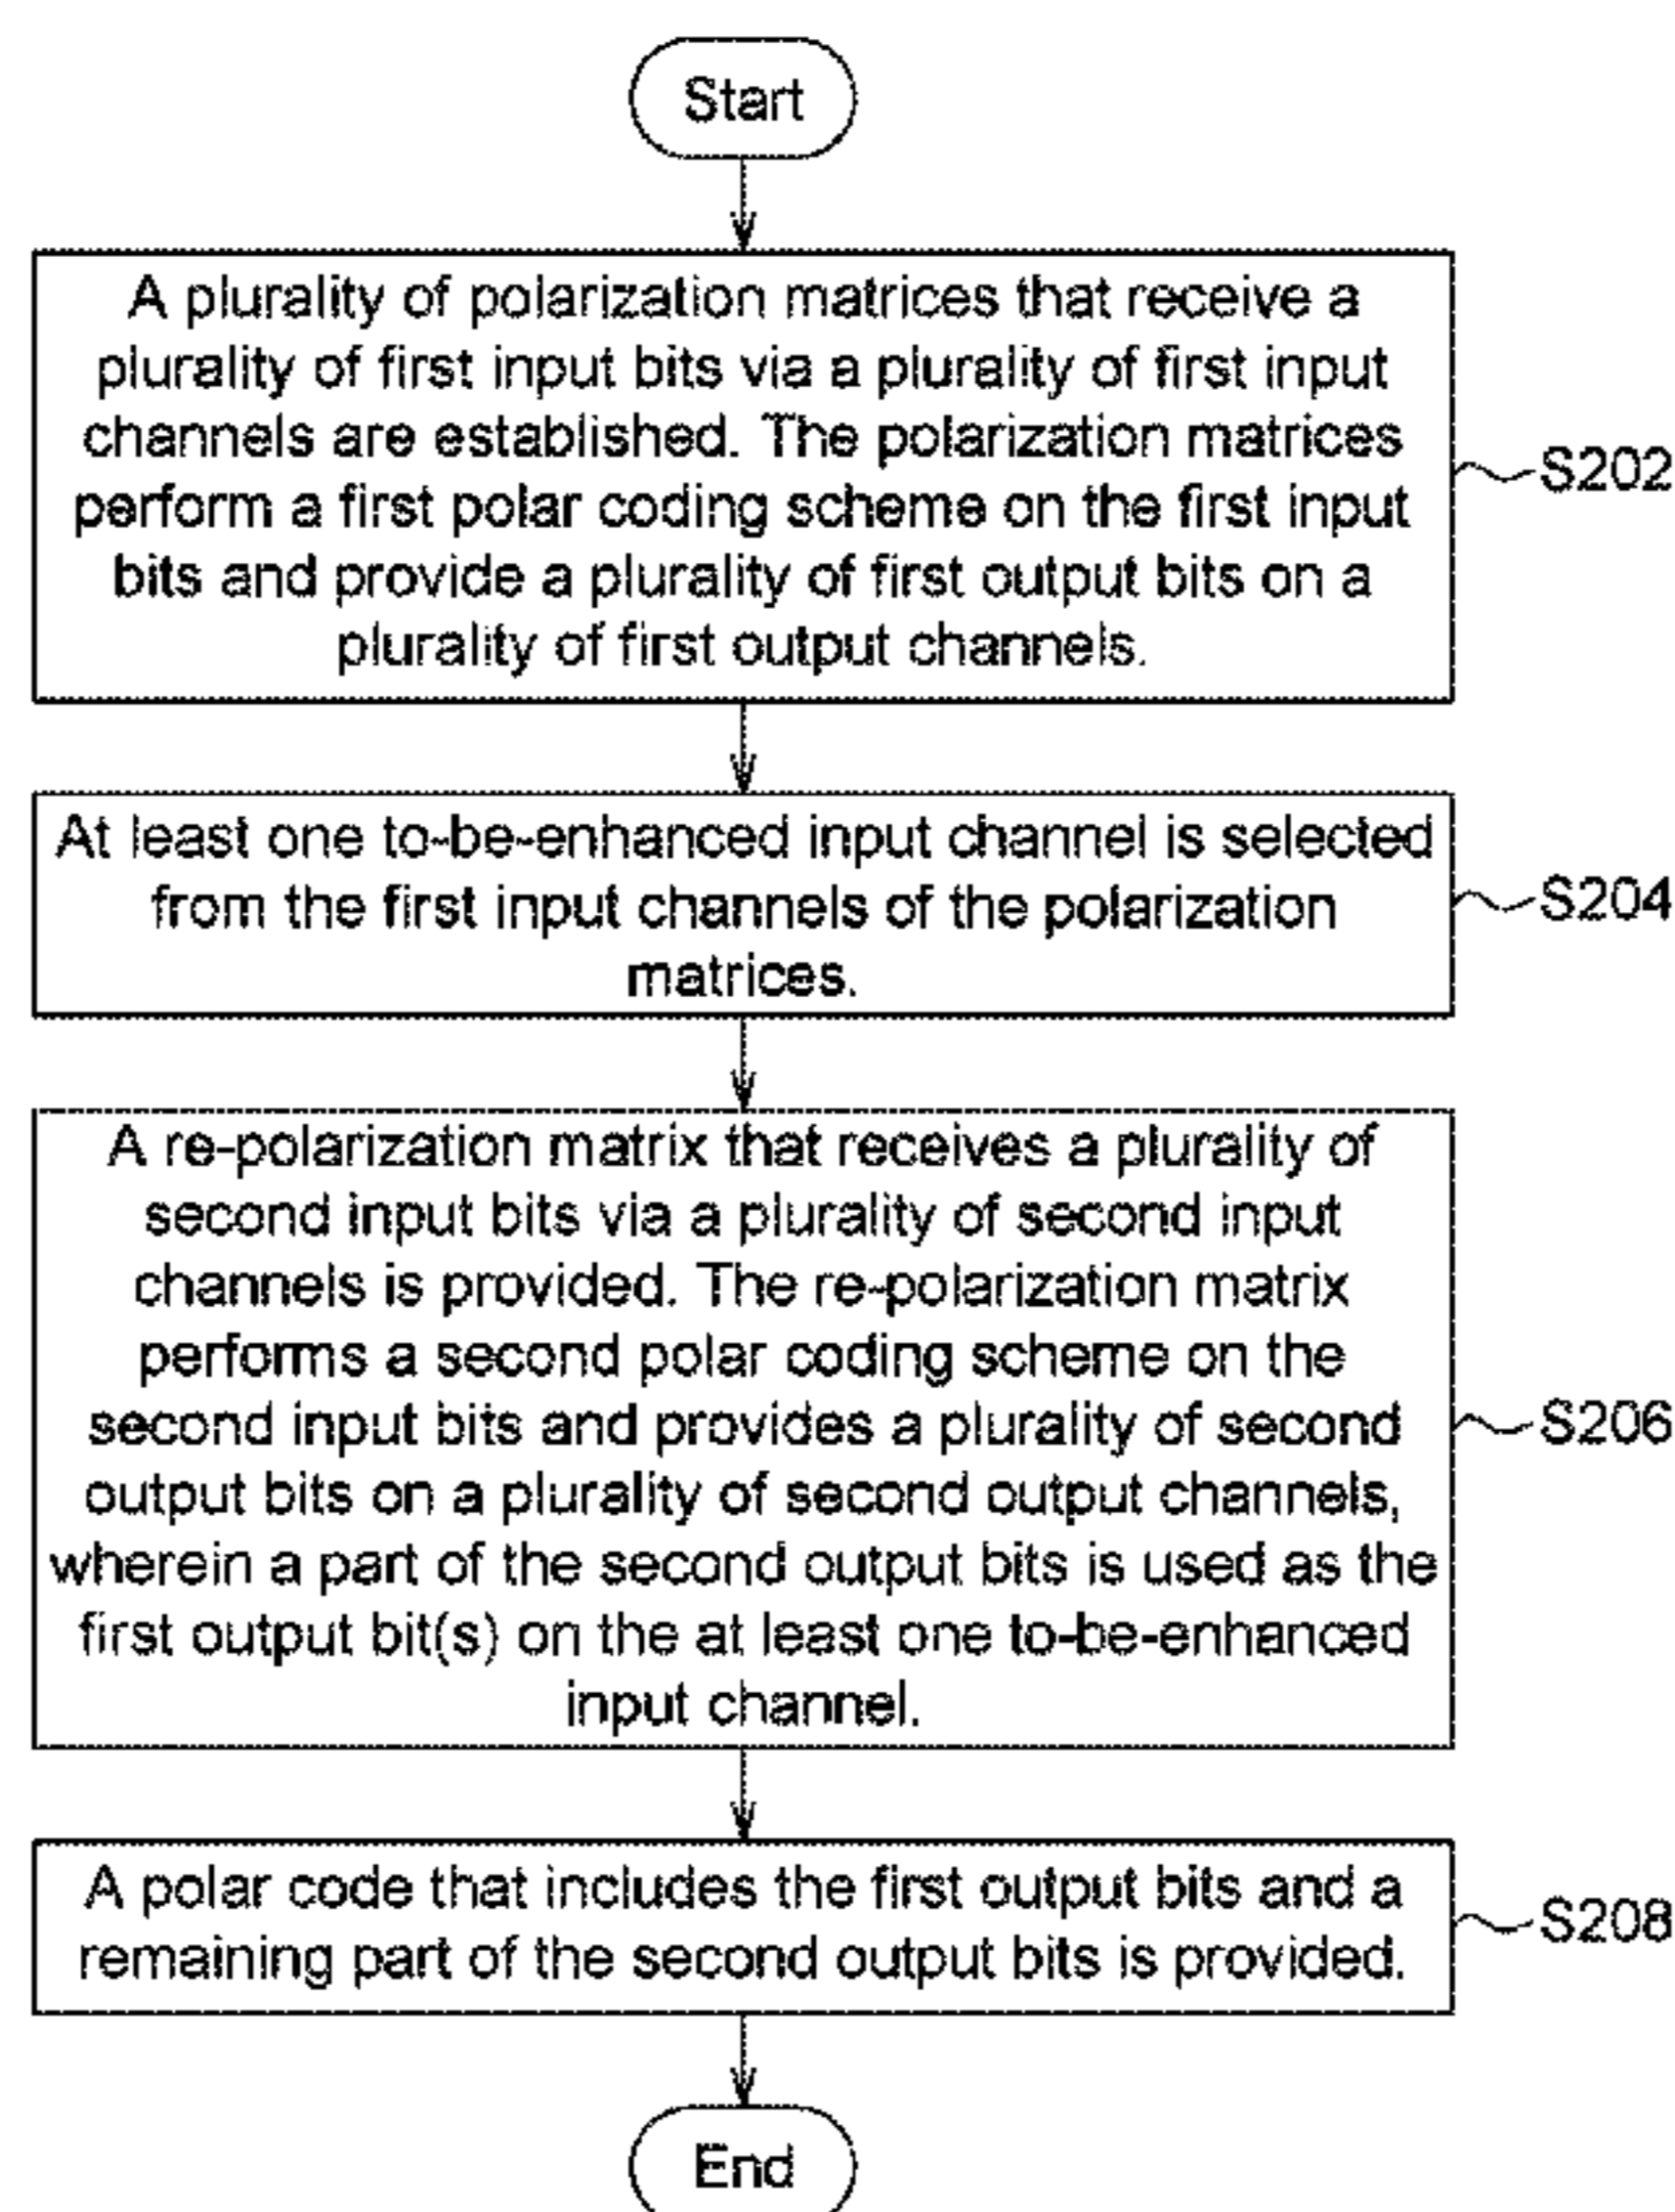 Start
A plurality of polarization matrices that receive a
plurality of first input bits via a plurality of first input
channels are established. The polarization matrices
perform a first polar coding scheme on the first input
bits and provide a plurality of first output bits on a
plurality of first output channels.
S202
At least one to-be-enhanced input channel is selected
from the first input channels of the polarization
matrices.
S204
A re-polarization matrix that receives a plurality of
second input bits via a plurality of second input
channels is provided. The re-polarization matrix
performs a second polar coding scheme on the
second input bits and provides a plurality of second
output bits on a plurality of second output channels,
wherein a part of the second output bits is used as the
first output bit(s) on the at least one to-be-enhanced
input channel.
S206
A polar code that includes the first output bits and a
remaining part of the second output bits is provided.
S208
End